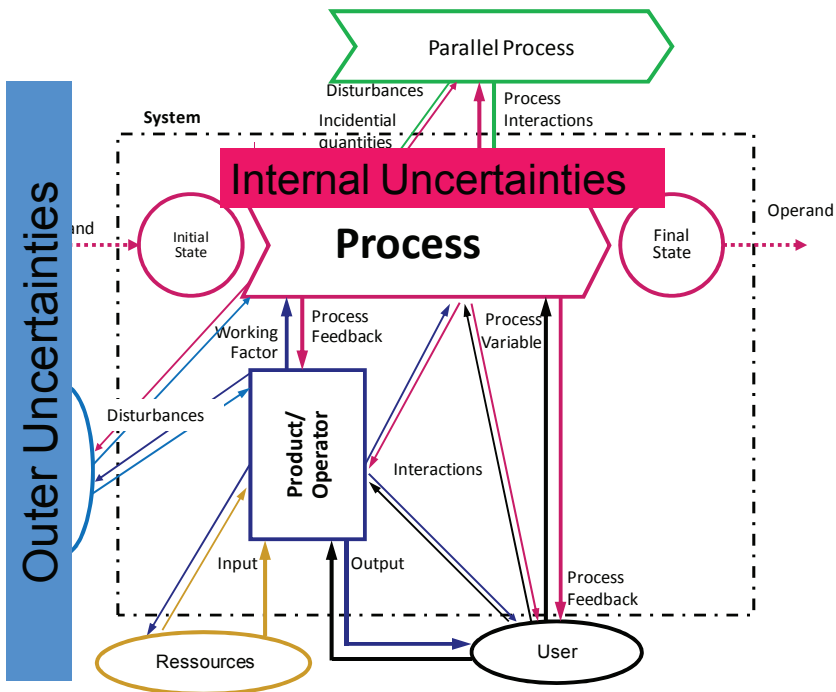 Parallel Process
Disturbances
Process
Interactions
System
Incidential
quantities
Internal Uncertainties
Outer Uncertainties
Operand
Initial
State
Process
Final
State
Working
Factor
Process
Feedback
Process
Variable
Disturbances
Product/
Operator
Interactions
Input
Output
Process
Feedback
Ressources
User